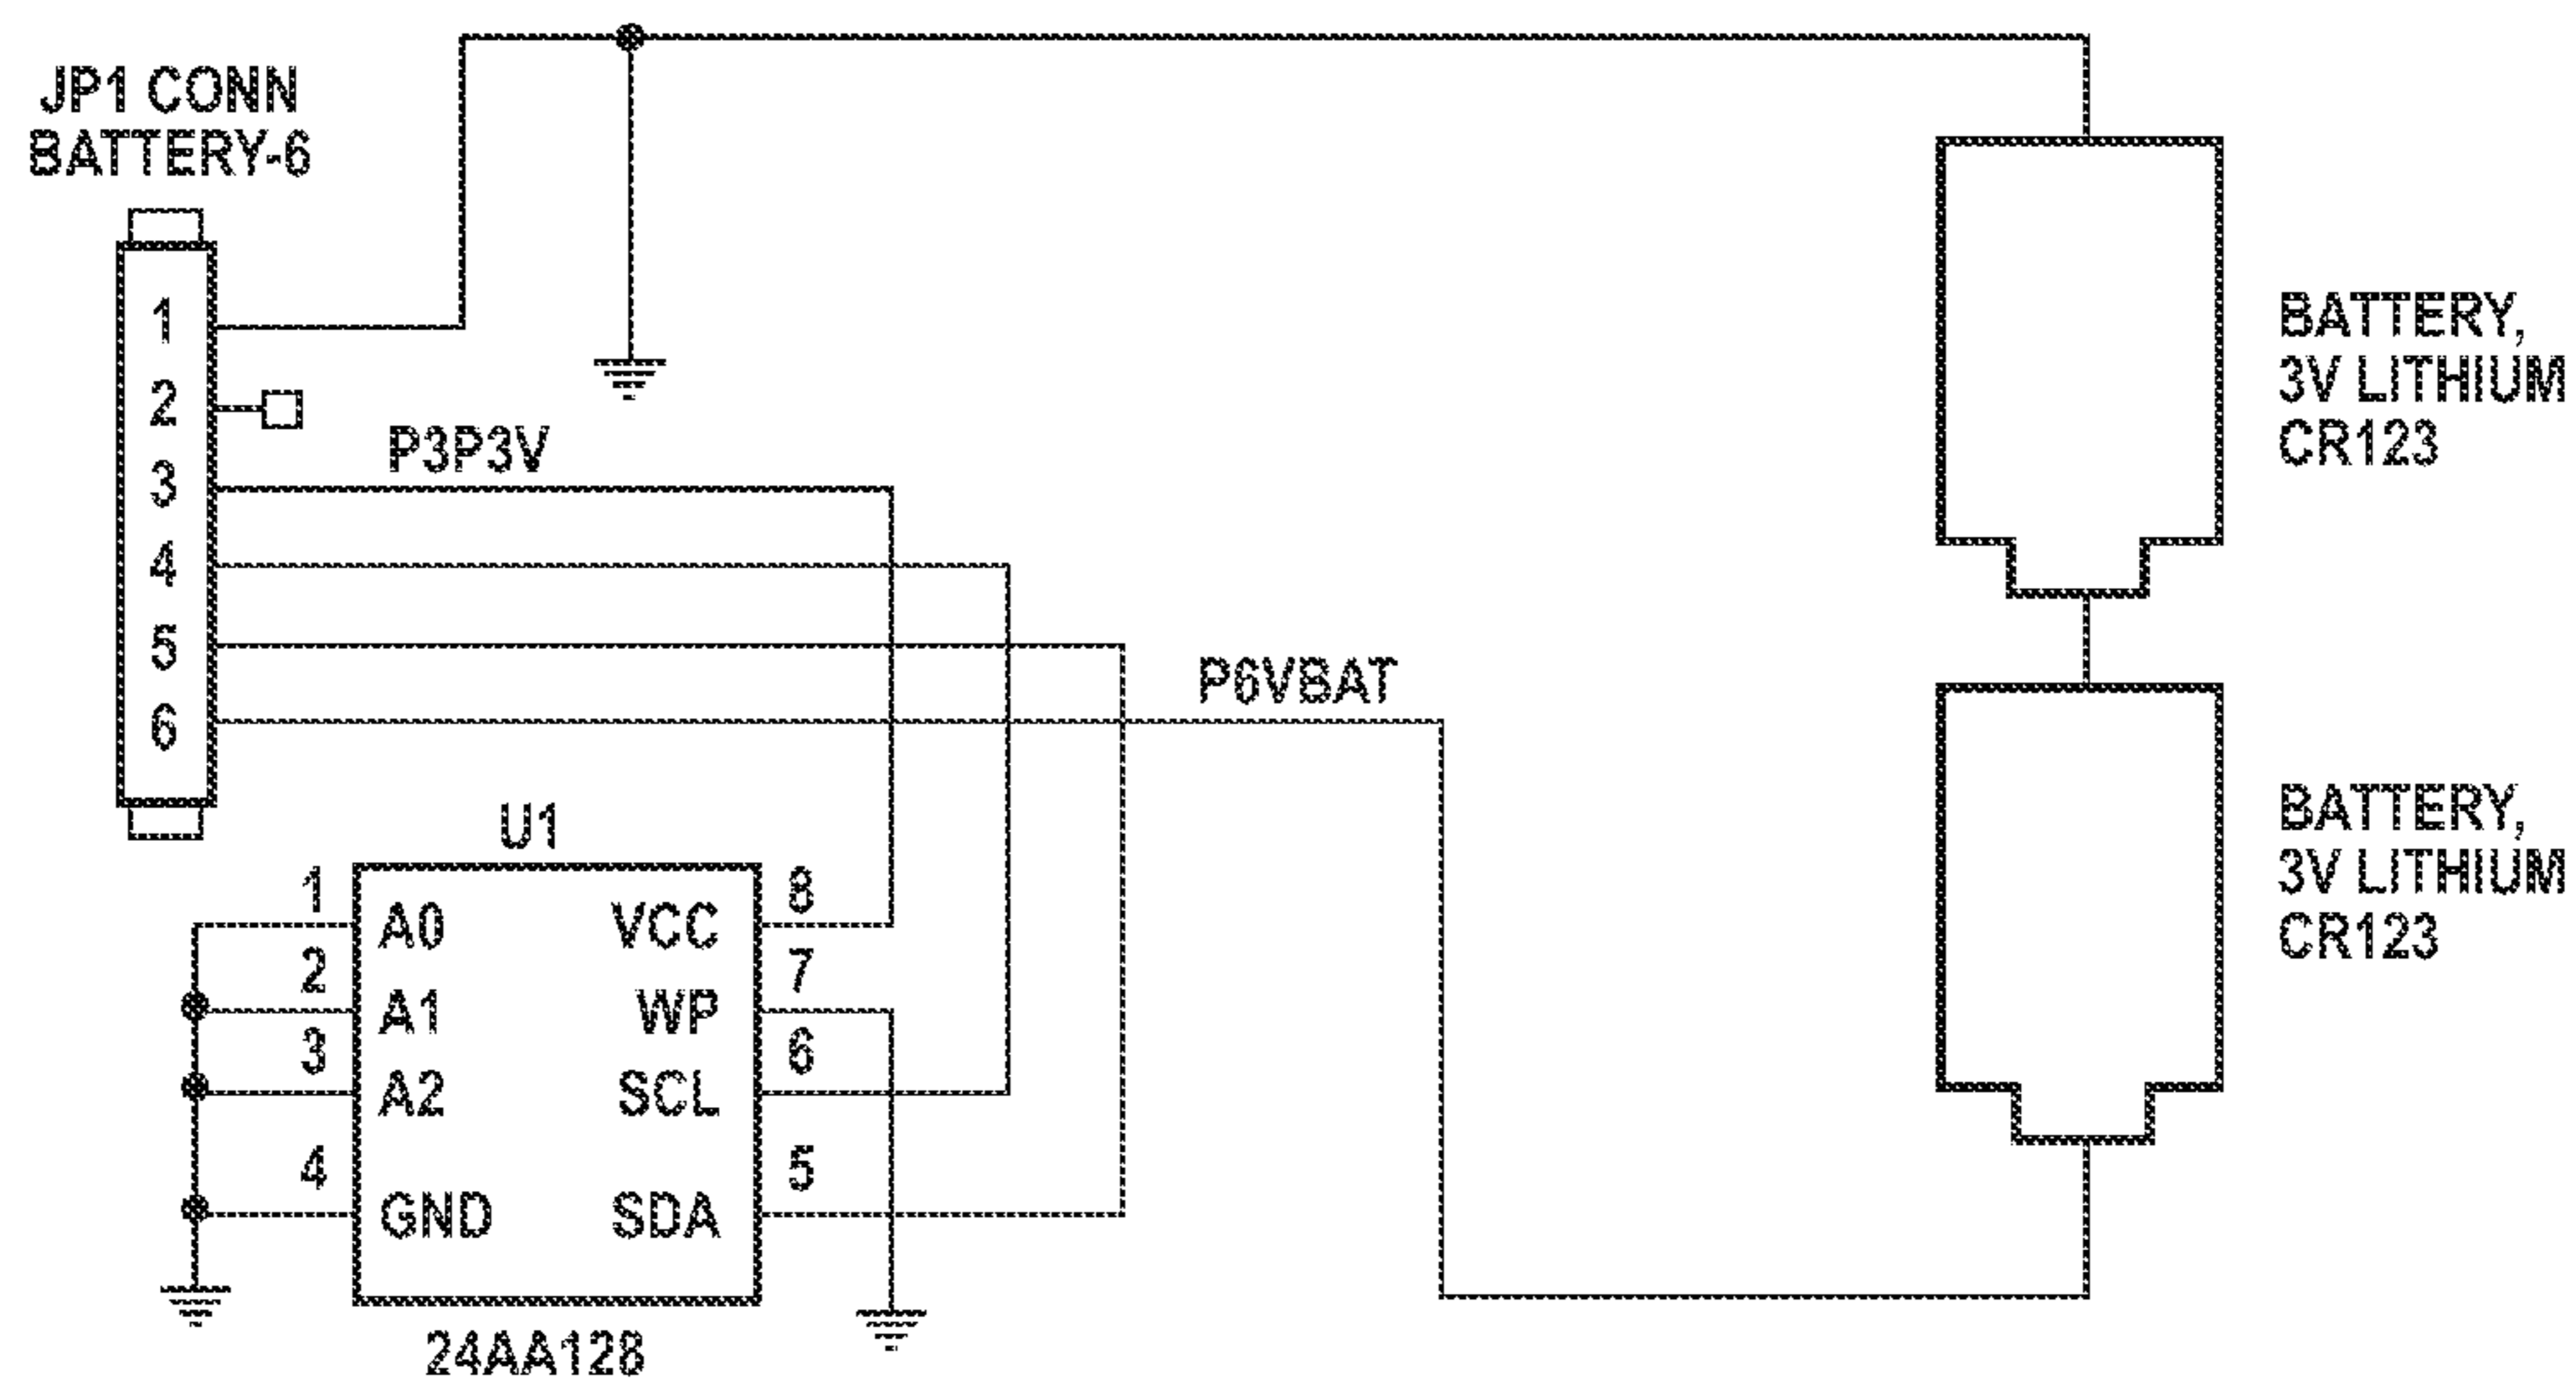 JP1 CONN
BATTERY-6
1
2
3
4
5
6
P3P3V
P6VBAT
BATTERY,
3V LITHIUM
CR123
BATTERY,
3V LITHIUM
CR123
U1
1 A0 VCC 8
2 A1 WP 7
3 A2 SCL 6
4 GND SDA 5
24AA128